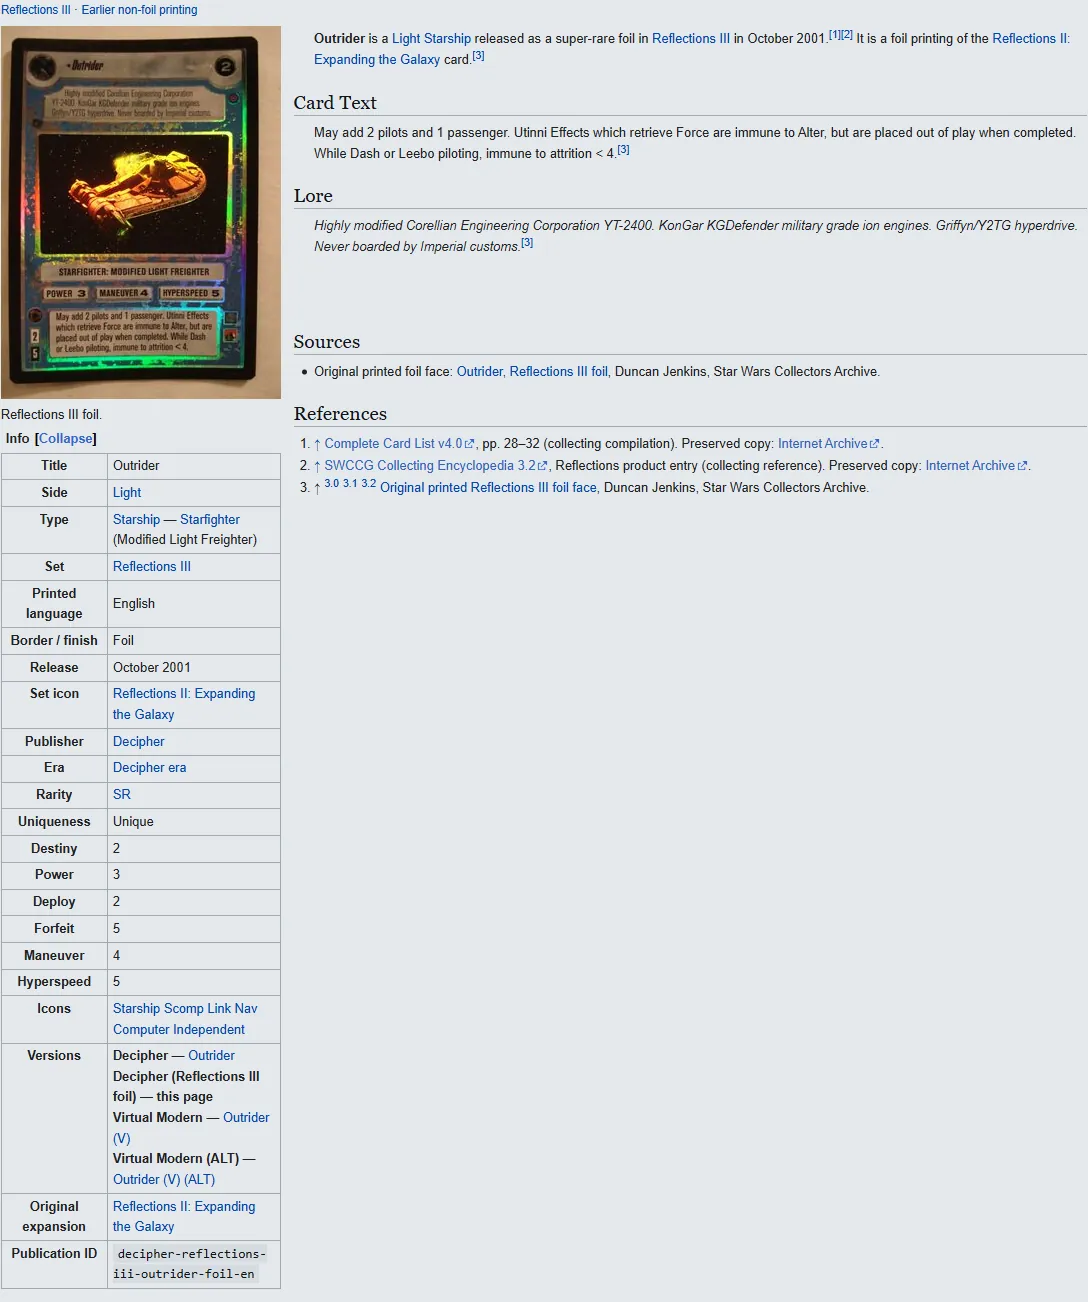 Reflections III · Earlier non-foil printing
• Outrider
2
Highly modified Corellian Engineering Corporation
YT-2400. KonGar KGDefender military grade ion engines.
Griffyn/Y2TG hyperdrive. Never boarded by Imperial customs.
STARFIGHTER: MODIFIED LIGHT FREIGHTER
POWER 3 MANEUVER 4 HYPERSPEED 5
May add 2 pilots and 1 passenger. Utinni Effects
which retrieve Force are immune to Alter, but are
placed out of play when completed. While Dash
or Leebo piloting, immune to attrition < 4.
2
5
Reflections III foil.
Info [Collapse]
Title Outrider
Side Light
Type Starship — Starfighter
(Modified Light Freighter)
Set Reflections III
Printed
language English
Border / finish Foil
Release October 2001
Set icon Reflections II: Expanding
the Galaxy
Publisher Decipher
Era Decipher era
Rarity SR
Uniqueness Unique
Destiny 2
Power 3
Deploy 2
Forfeit 5
Maneuver 4
Hyperspeed 5
Icons Starship Scomp Link Nav
Computer Independent
Versions Decipher — Outrider
Decipher (Reflections III
foil) — this page
Virtual Modern — Outrider
(V)
Virtual Modern (ALT) —
Outrider (V) (ALT)
Original
expansion Reflections II: Expanding
the Galaxy
Publication ID decipher-reflections-
iii-outrider-foil-en
Outrider is a Light Starship released as a super-rare foil in Reflections III in October 2001.[1][2] It is a foil printing of the Reflections II:
Expanding the Galaxy card.[3]
Card Text
May add 2 pilots and 1 passenger. Utinni Effects which retrieve Force are immune to Alter, but are placed out of play when completed.
While Dash or Leebo piloting, immune to attrition < 4.[3]
Lore
Highly modified Corellian Engineering Corporation YT-2400. KonGar KGDefender military grade ion engines. Griffyn/Y2TG hyperdrive.
Never boarded by Imperial customs.[3]
Sources
• Original printed foil face: Outrider, Reflections III foil, Duncan Jenkins, Star Wars Collectors Archive.
References
1. ↑ Complete Card List v4.0, pp. 28–32 (collecting compilation). Preserved copy: Internet Archive.
2. ↑ SWCCG Collecting Encyclopedia 3.2, Reflections product entry (collecting reference). Preserved copy: Internet Archive.
3. ↑ 3.0 3.1 3.2 Original printed Reflections III foil face, Duncan Jenkins, Star Wars Collectors Archive.